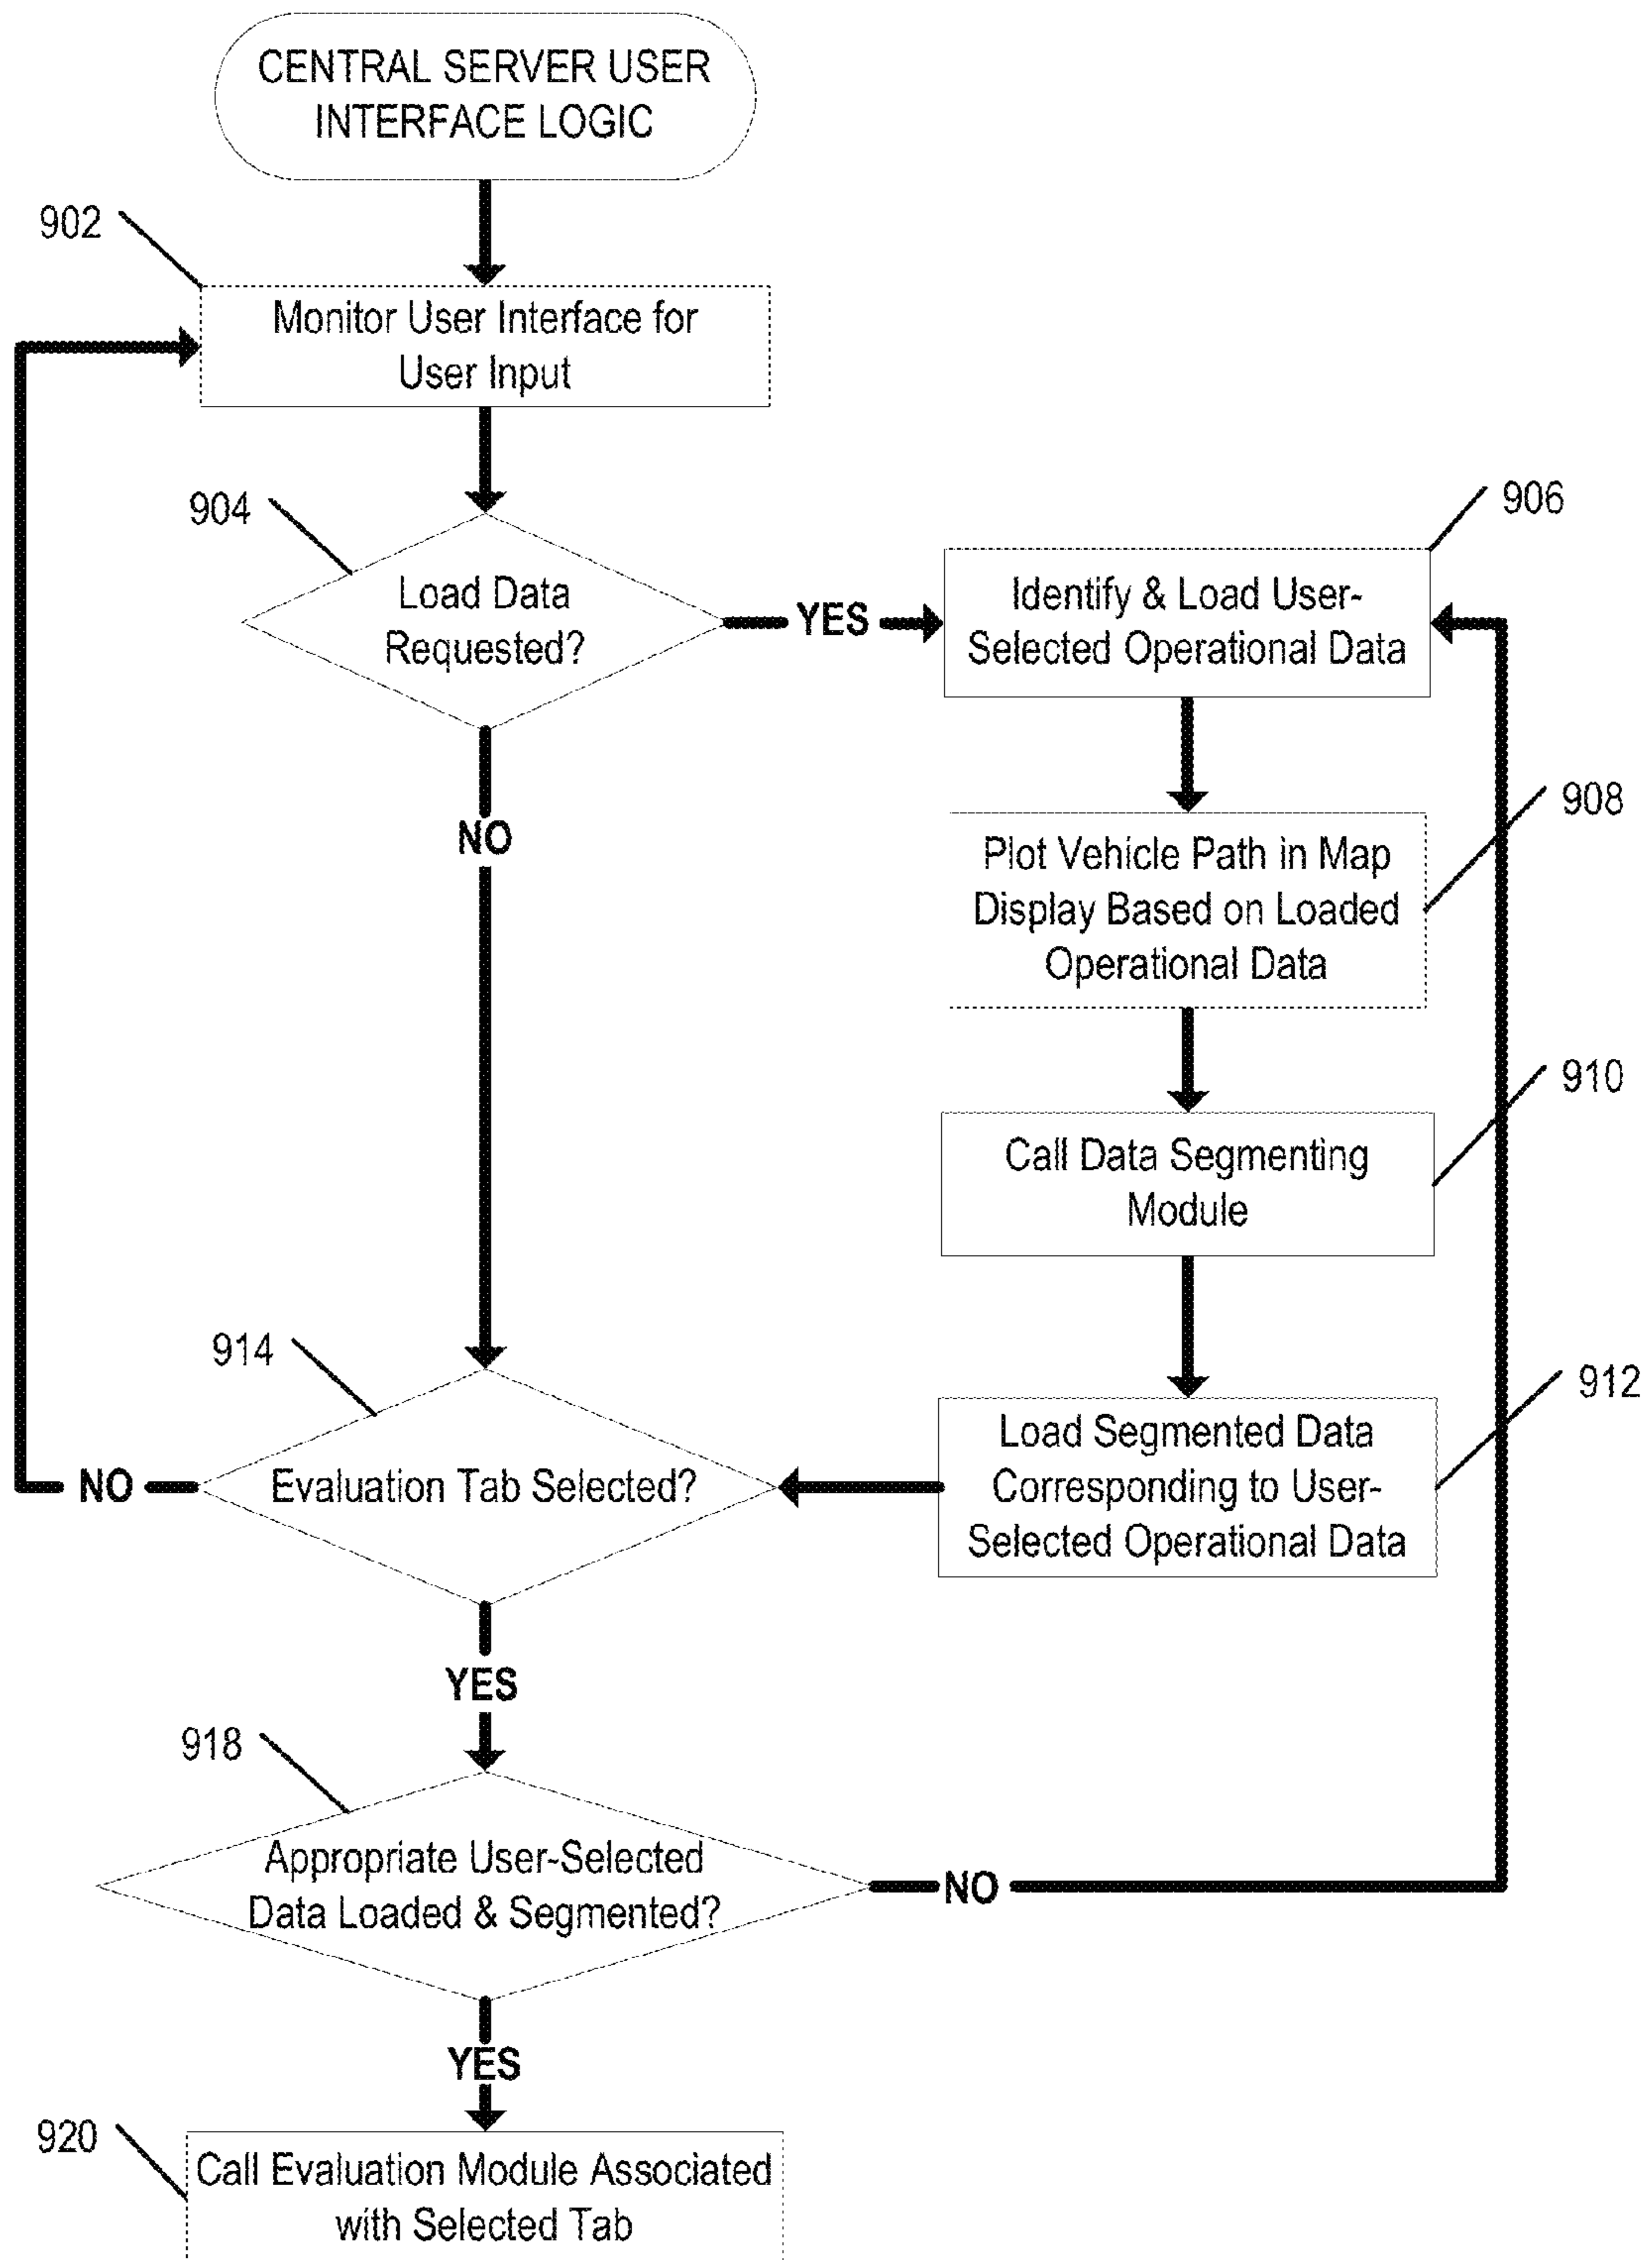 CENTRAL SERVER USER
INTERFACE LOGIC
902
Monitor User Interface for
User Input
904
Load Data
Requested?
YES
906
Identify & Load User-
Selected Operational Data
NO
908
Plot Vehicle Path in Map
Display Based on Loaded
Operational Data
910
Call Data Segmenting
Module
912
Load Segmented Data
Corresponding to User-
Selected Operational Data
914
Evaluation Tab Selected?
NO
YES
918
Appropriate User-Selected
Data Loaded & Segmented?
NO
YES
920
Call Evaluation Module Associated
with Selected Tab